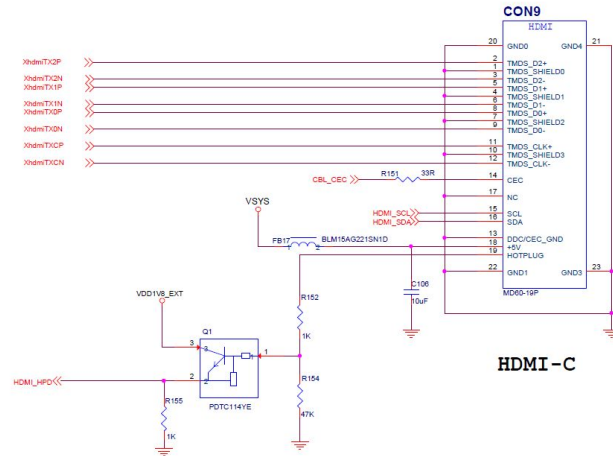 CON9
HDMI
20 GND0 GND4 21
XhdmiTX2P 2 TMDS_D2+
1 TMDS_SHIELD0
XhdmiTX2N 3 TMDS_D2-
XhdmiTX1P 5 TMDS_D1+
4 TMDS_SHIELD1
XhdmiTX1N 6 TMDS_D1-
XhdmiTX0P 8 TMDS_D0+
7 TMDS_SHIELD2
XhdmiTX0N 9 TMDS_D0-
XhdmiTXCP 11 TMDS_CLK+
10 TMDS_SHIELD3
XhdmiTXCN 12 TMDS_CLK-
CBL_CEC R151 33R 14 CEC
17 NC
VSYS
HDMI_SCL 15 SCL
HDMI_SDA 16 SDA
FB17 1 2 BLM15AG221SN1D
13 DDC/CEC_GND
18 +5V
19 HOTPLUG
22 GND1 GND3 23
MD60-19P
C106
10uF
VDD1V8_EXT
R152
1K
Q1
3 3
1 1
HDMI_HPD 2 2
PDTC114YE
R154
47K
R155
1K
HDMI-C